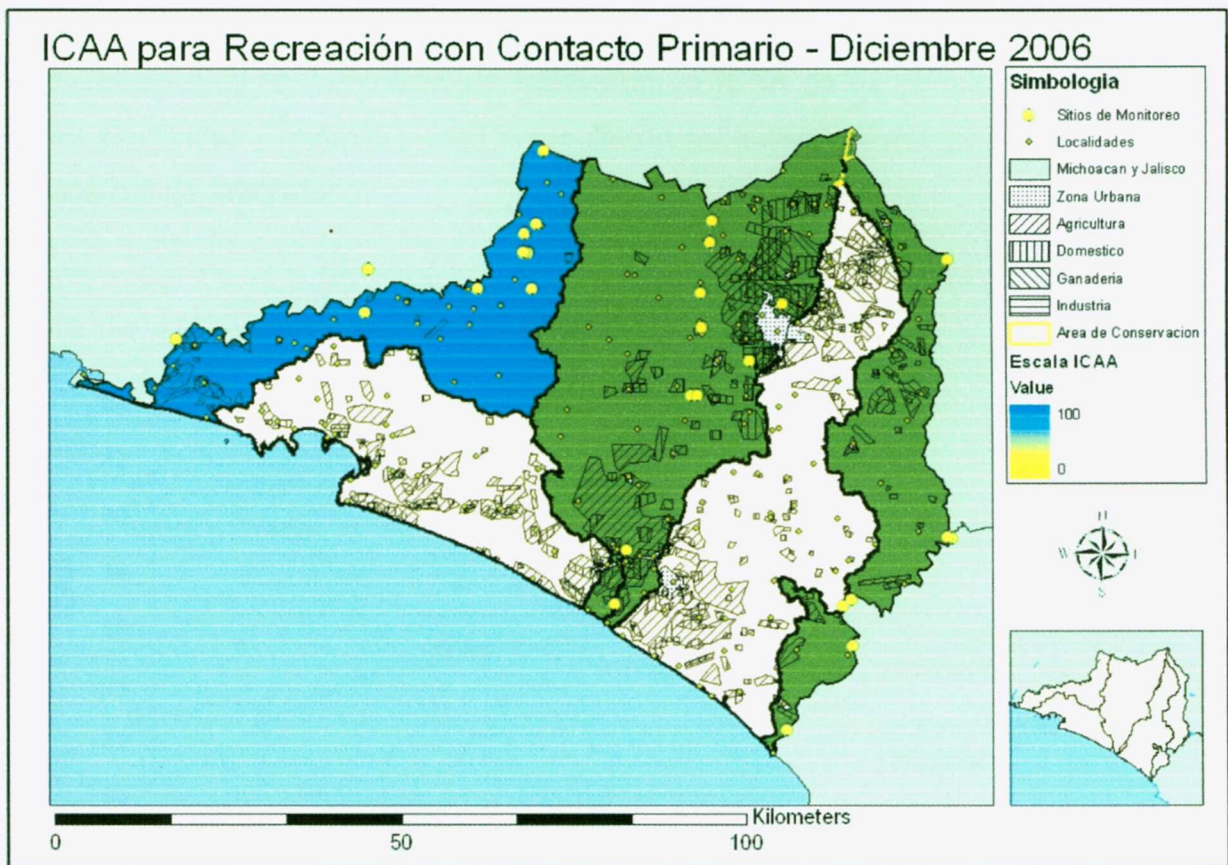 ICAA para Recreación con Contacto Primario - Diciembre 2006
Simbologia
Sitios de Monitoreo
Localidades
Michoacan y Jalisco
Zona Urbana
Agricultura
Domestico
Ganaderia
Industria
Area de Conservacion
Escala ICAA
Value
100
0
W
S
Kilometers
0
50
100